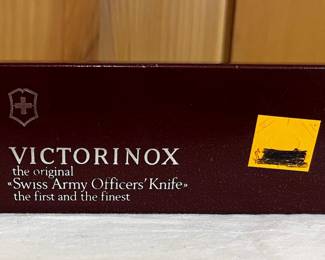 VICTORINOX
the original
«Swiss Army Officers' Knife»
the first and the finest